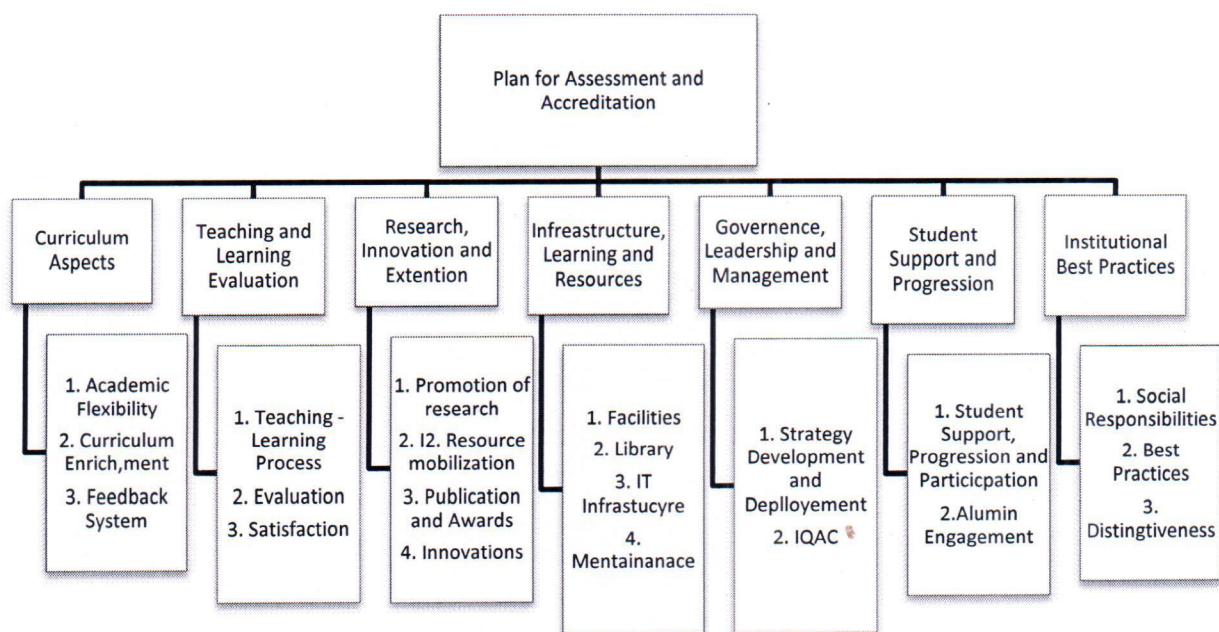 Plan for Assessment and
Accreditation
Curriculum
Aspects
Teaching and
Learning
Evaluation
Research,
Innovation and
Extention
Infreastructure,
Learning and
Resources
Governence,
Leadership and
Management
Student
Support and
Progression
Institutional
Best Practices
1. Academic
Flexibility
2. Curriculum
Enrich,ment
3. Feedback
System
1. Teaching -
Learning
Process
2. Evaluation
3. Satisfaction
1. Promotion of
research
2. I2. Resource
mobilization
3. Publication
and Awards
4. Innovations
1. Facilities
2. Library
3. IT
Infrastucyre
4.
Mentainanace
1. Strategy
Development
and
Deplloyement
2. IQAC
1. Student
Support,
Progression and
Particicpation
2.Alumin
Engagement
1. Social
Responsibilities
2. Best
Practices
3.
Distingtiveness